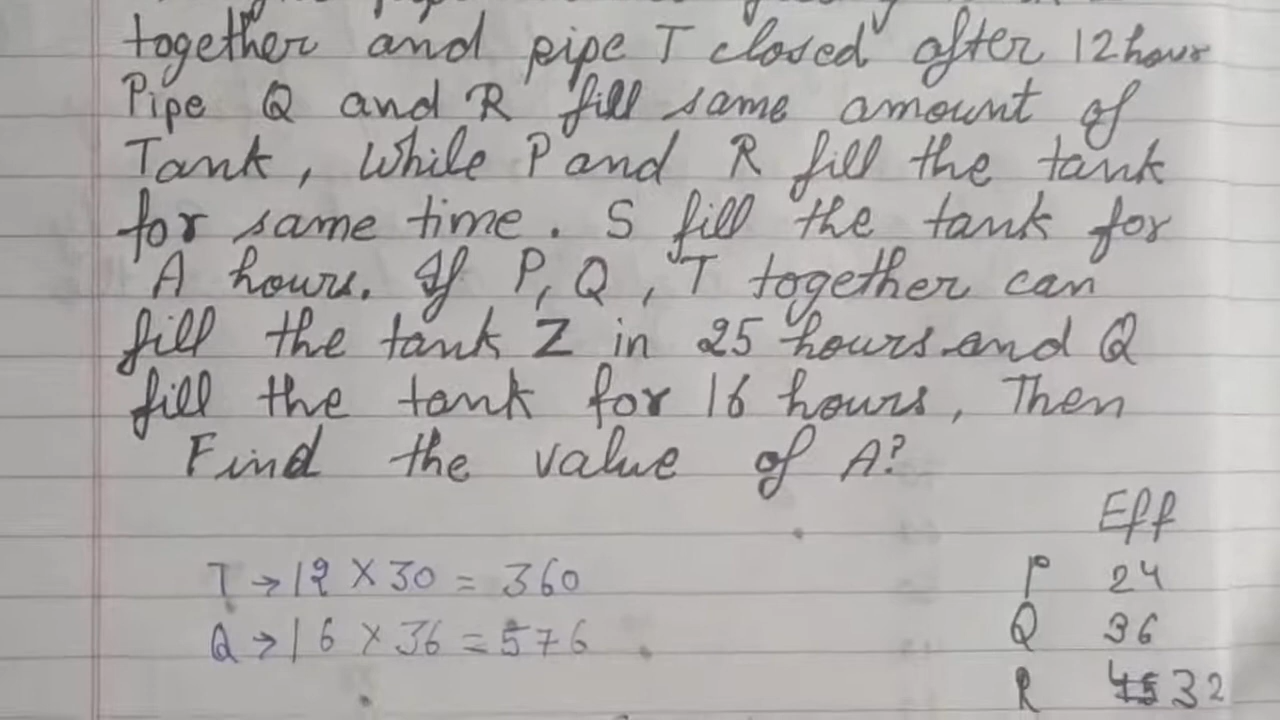 together and pipe T closed after 12 hour
Pipe Q and R fill same amount of
Tank, While P and R fill the tank
for same time. S fill the tank for
A hours. If P, Q, T together can
fill the tank Z in 25 hours and Q
fill the tank for 16 hours, Then
Find the value of A?
Eff
T → 12 × 30 = 360
P 24
Q → 16 × 36 = 576
Q 36
R 32